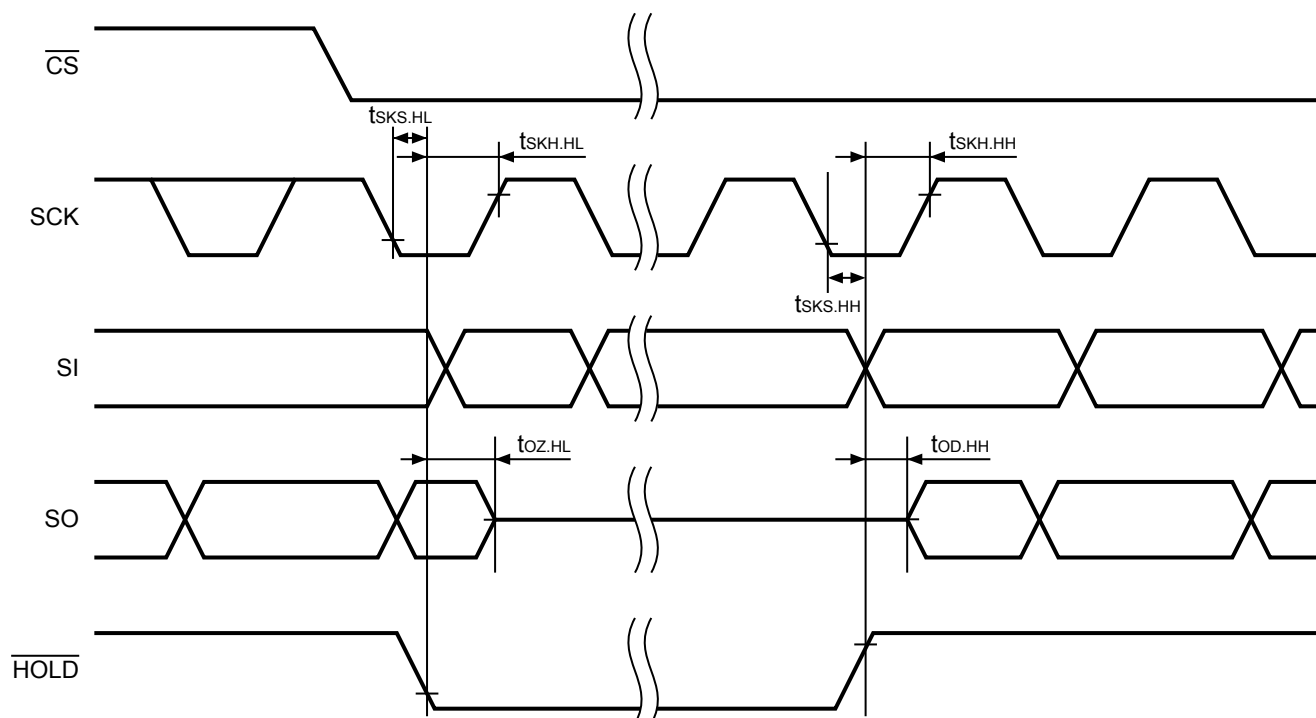 CS
tSKS.HL
tSKH.HL
tSKH.HH
SCK
tSKS.HH
SI
tOZ.HL
tOD.HH
SO
HOLD